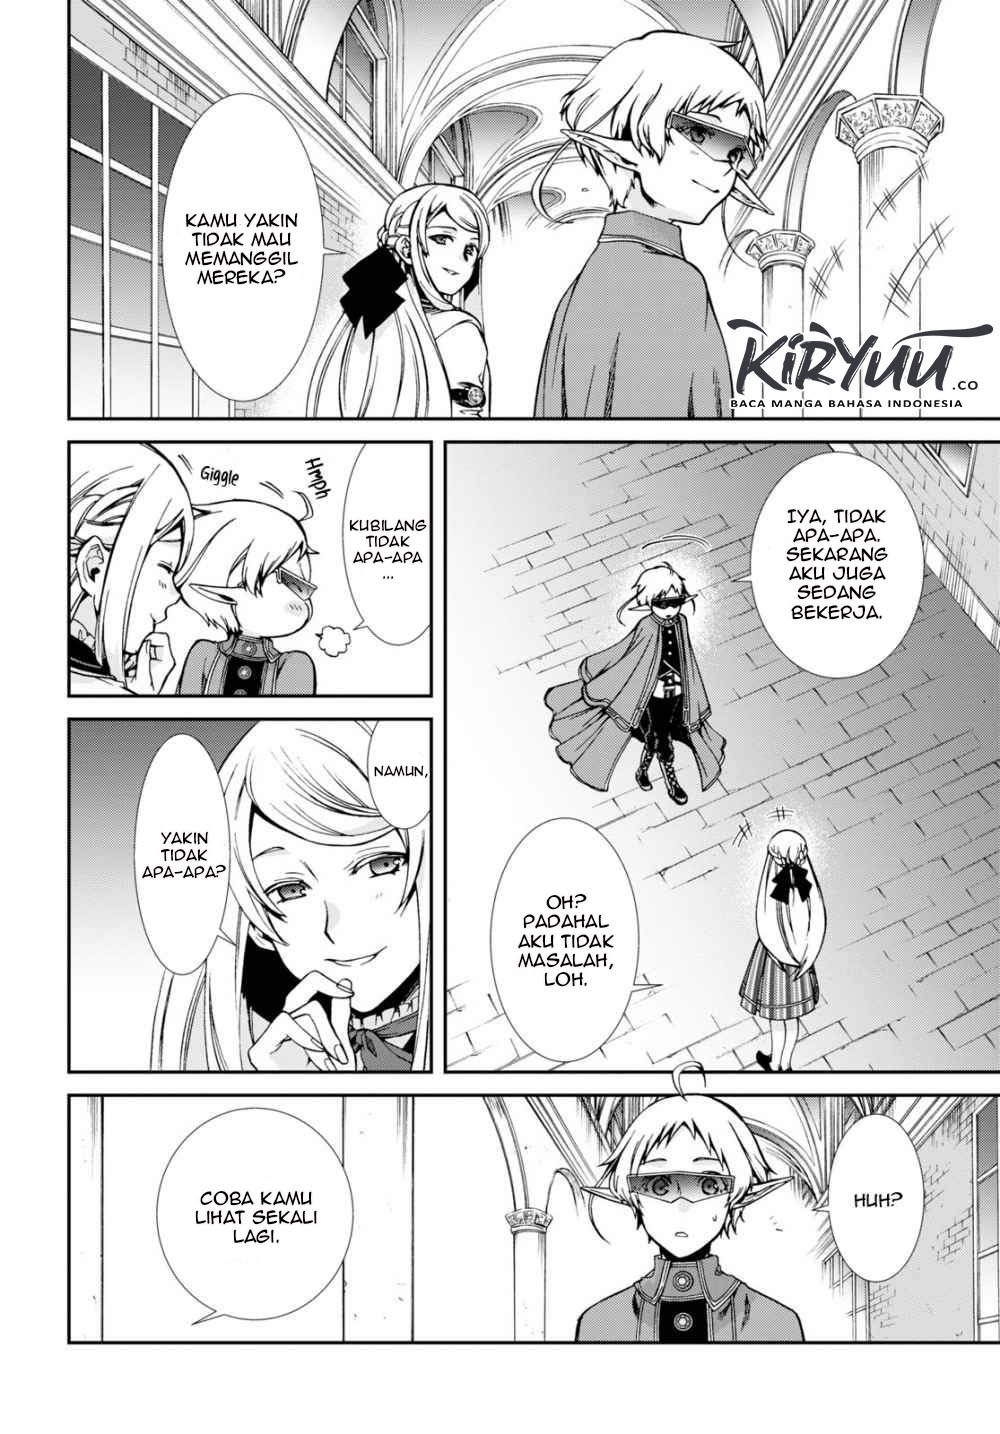 KAMU YAKIN
TIDAK MAU
MEMANGGIL
MEREKA?
KIRYUU.CO
BACA MANGA BAHASA INDONESIA
IYA, TIDAK
APA-APA.
SEKARANG
AKU JUGA
SEDANG
BEKERJA.
OH?
PADAHAL
AKU TIDAK
MASALAH,
LOH.
Hmph
Giggle
KUBILANG
TIDAK
APA-APA
...
NAMUN,
YAKIN
TIDAK
APA-APA?
HUH?
COBA KAMU
LIHAT SEKALI
LAGI.